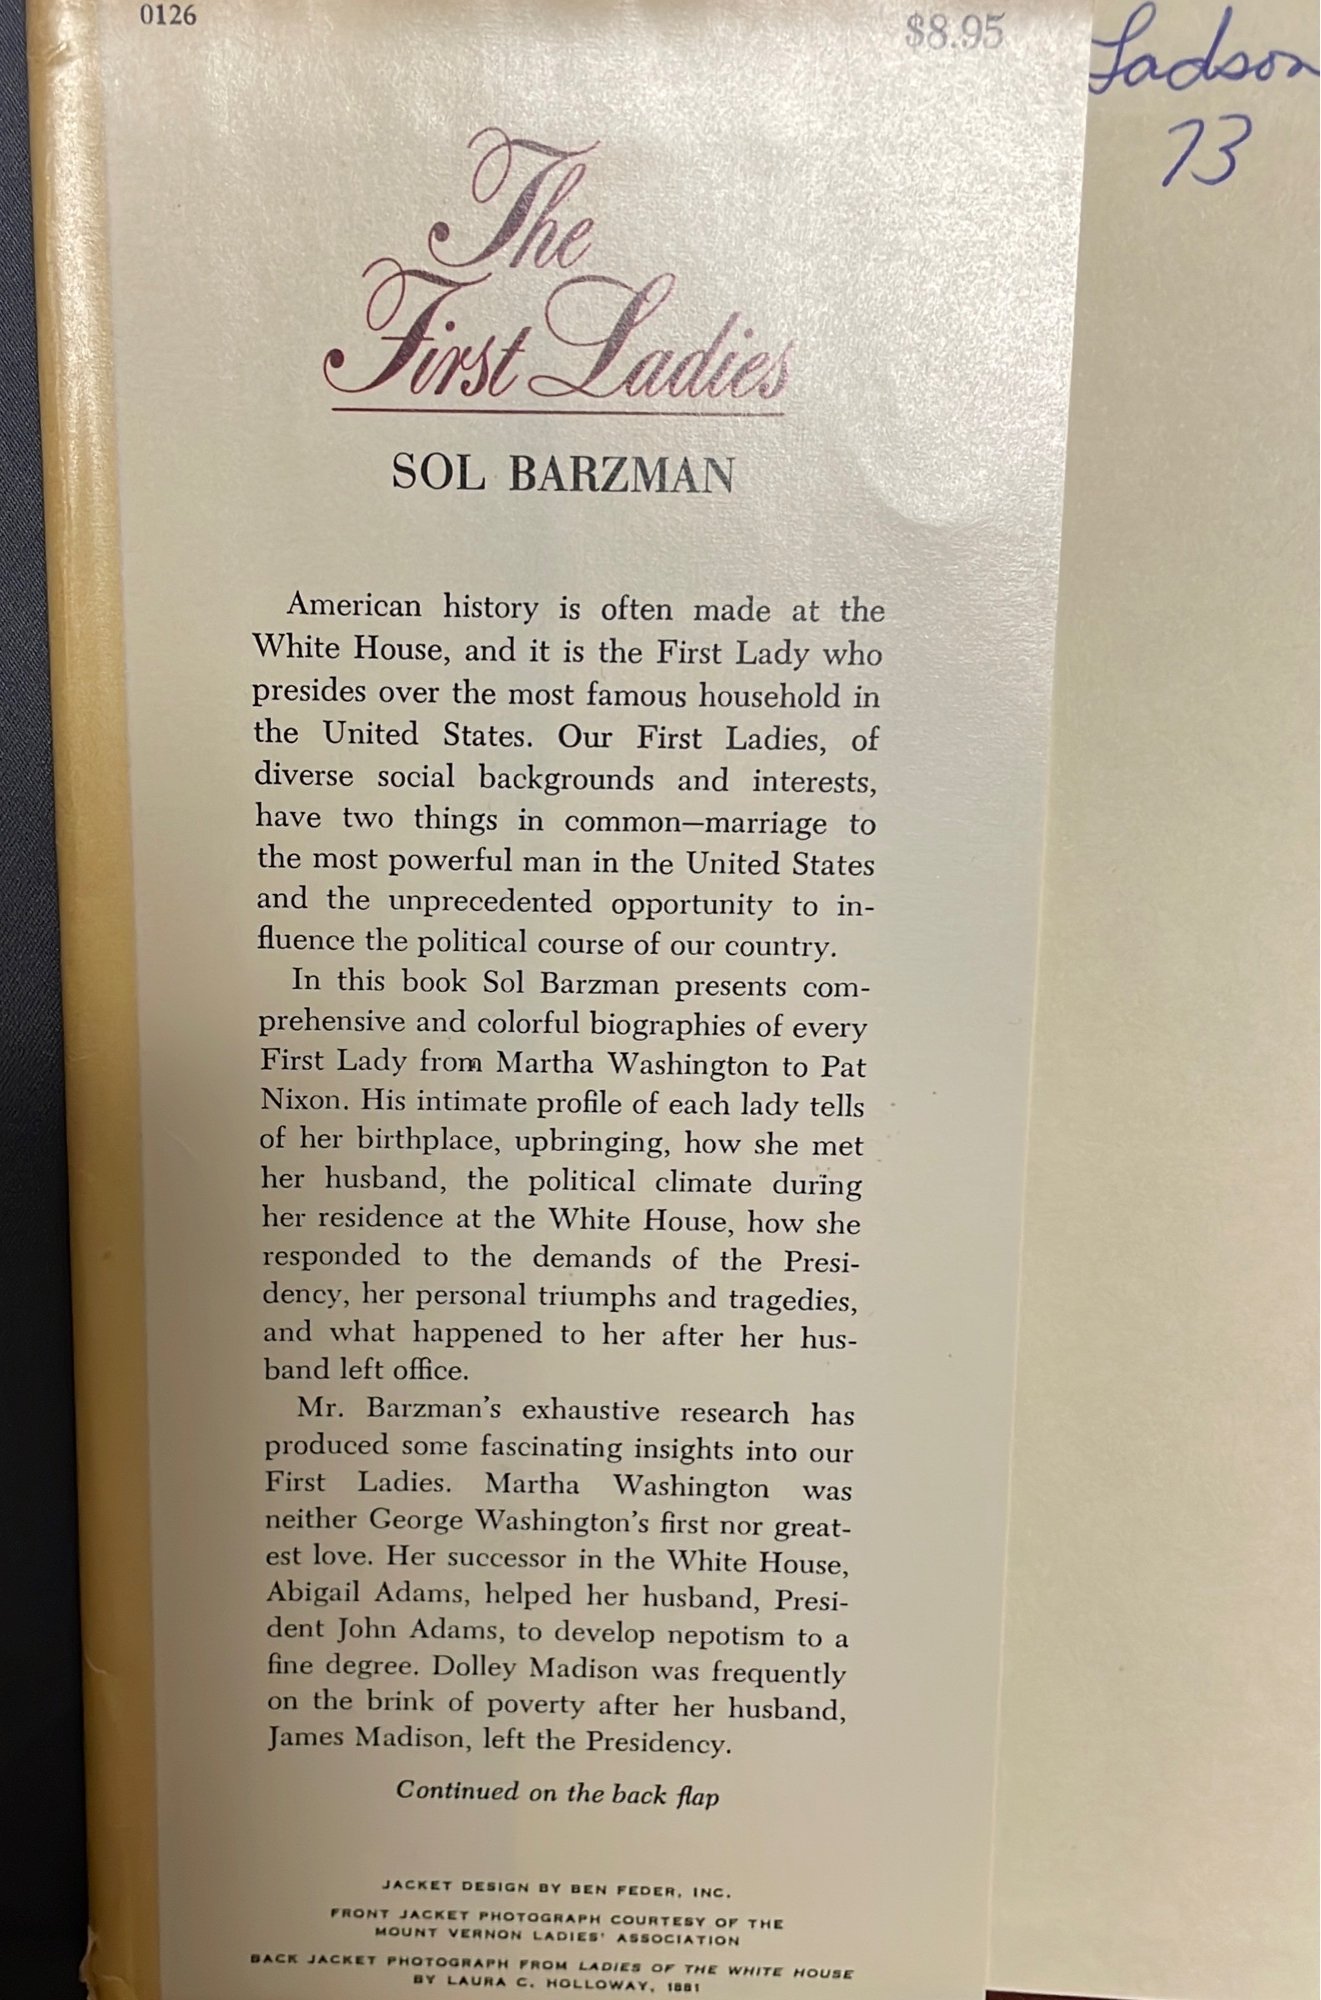 0126
$8.95
Ladson
73
The
First Ladies
SOL BARZMAN
American history is often made at the
White House, and it is the First Lady who
presides over the most famous household in
the United States. Our First Ladies, of
diverse social backgrounds and interests,
have two things in common—marriage to
the most powerful man in the United States
and the unprecedented opportunity to in-
fluence the political course of our country.
In this book Sol Barzman presents com-
prehensive and colorful biographies of every
First Lady from Martha Washington to Pat
Nixon. His intimate profile of each lady tells
of her birthplace, upbringing, how she met
her husband, the political climate during
her residence at the White House, how she
responded to the demands of the Presi-
dency, her personal triumphs and tragedies,
and what happened to her after her hus-
band left office.
Mr. Barzman's exhaustive research has
produced some fascinating insights into our
First Ladies. Martha Washington was
neither George Washington's first nor great-
est love. Her successor in the White House,
Abigail Adams, helped her husband, Presi-
dent John Adams, to develop nepotism to a
fine degree. Dolley Madison was frequently
on the brink of poverty after her husband,
James Madison, left the Presidency.
Continued on the back flap
JACKET DESIGN BY BEN FEDER, INC.
FRONT JACKET PHOTOGRAPH COURTESY OF THE
MOUNT VERNON LADIES' ASSOCIATION
BACK JACKET PHOTOGRAPH FROM LADIES OF THE WHITE HOUSE
BY LAURA C. HOLLOWAY, 1881